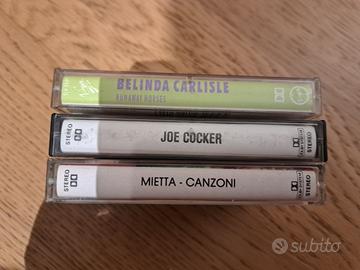 BELINDA CARLISLE
RUNAWAY HORSES
STEREO
JOE COCKER
STEREO
MIETTA - CANZONI
subito